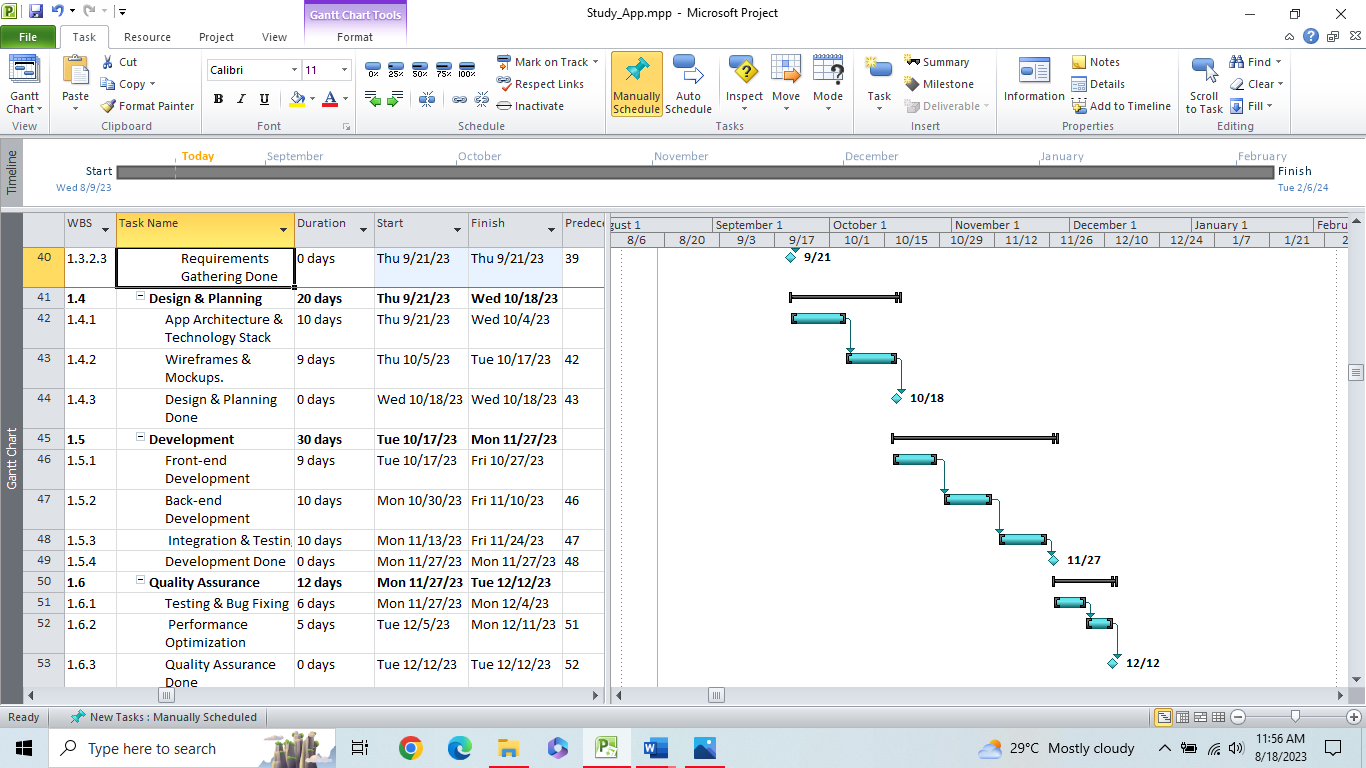 Study_App.mpp - Microsoft Project
Gantt Chart Tools
File Task Resource Project View Format
Gantt Chart
View
Paste
Cut
Copy
Format Painter
Clipboard
Calibri 11
B I U A
Font
0% 25% 50% 75% 100%
Mark on Track
Respect Links
Inactivate
Schedule
Manually Schedule
Auto Schedule
Inspect
Move
Mode
Tasks
Task
Summary
Milestone
Deliverable
Insert
Information
Notes
Details
Add to Timeline
Properties
Scroll to Task
Find
Clear
Fill
Editing
Timeline
Today September October November December January February
Start
Wed 8/9/23
Finish
Tue 2/6/24
Gantt Chart
WBS Task Name Duration Start Finish Predece
gust 1 September 1 October 1 November 1 December 1 January 1 Febru
8/6 8/20 9/3 9/17 10/1 10/15 10/29 11/12 11/26 12/10 12/24 1/7 1/21 2
40 1.3.2.3 Requirements 0 days Thu 9/21/23 Thu 9/21/23 39 9/21
Gathering Done
41 1.4 Design & Planning 20 days Thu 9/21/23 Wed 10/18/23
42 1.4.1 App Architecture & 10 days Thu 9/21/23 Wed 10/4/23
Technology Stack
43 1.4.2 Wireframes & 9 days Thu 10/5/23 Tue 10/17/23 42
Mockups.
44 1.4.3 Design & Planning 0 days Wed 10/18/23 Wed 10/18/23 43 10/18
Done
45 1.5 Development 30 days Tue 10/17/23 Mon 11/27/23
46 1.5.1 Front-end 9 days Tue 10/17/23 Fri 10/27/23
Development
47 1.5.2 Back-end 10 days Mon 10/30/23 Fri 11/10/23 46
Development
48 1.5.3 Integration & Testin 10 days Mon 11/13/23 Fri 11/24/23 47
49 1.5.4 Development Done 0 days Mon 11/27/23 Mon 11/27/23 48 11/27
50 1.6 Quality Assurance 12 days Mon 11/27/23 Tue 12/12/23
51 1.6.1 Testing & Bug Fixing 6 days Mon 11/27/23 Mon 12/4/23
52 1.6.2 Performance 5 days Tue 12/5/23 Mon 12/11/23 51
Optimization
53 1.6.3 Quality Assurance 0 days Tue 12/12/23 Tue 12/12/23 52 12/12
Done
Ready New Tasks : Manually Scheduled
Type here to search
29°C Mostly cloudy
11:56 AM
8/18/2023